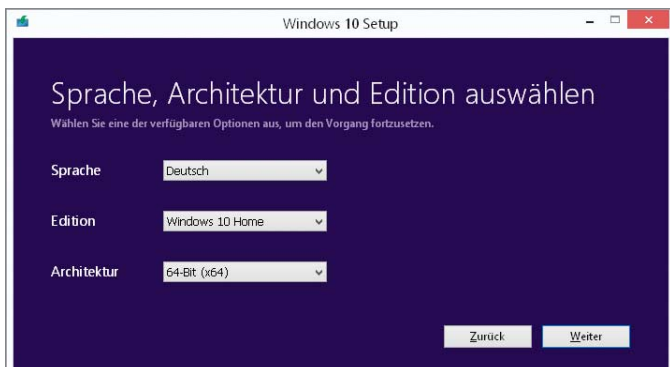 Windows 10 Setup
Sprache, Architektur und Edition auswählen
Wählen Sie eine der verfügbaren Optionen aus, um den Vorgang fortzusetzen.
Sprache Deutsch
Edition Windows 10 Home
Architektur 64-Bit (x64)
Zurück Weiter